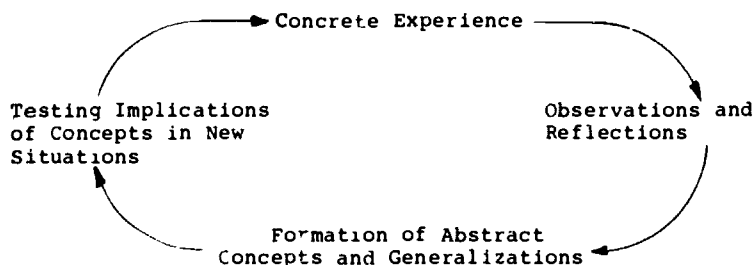 Concrete Experience
Testing Implications
of Concepts in New
Situations
Observations and
Reflections
Formation of Abstract
Concepts and Generalizations